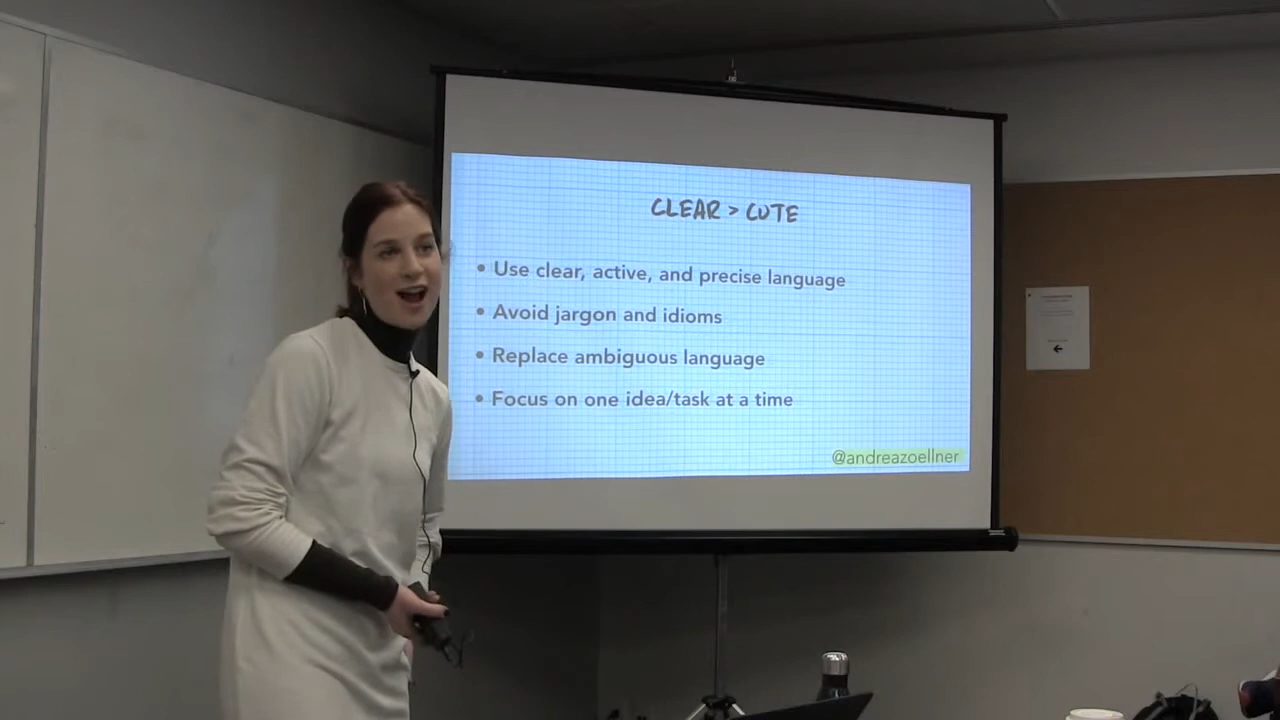 CLEAR > CUTE
• Use clear, active, and precise language
• Avoid jargon and idioms
• Replace ambiguous language
• Focus on one idea/task at a time
@andreazoellner